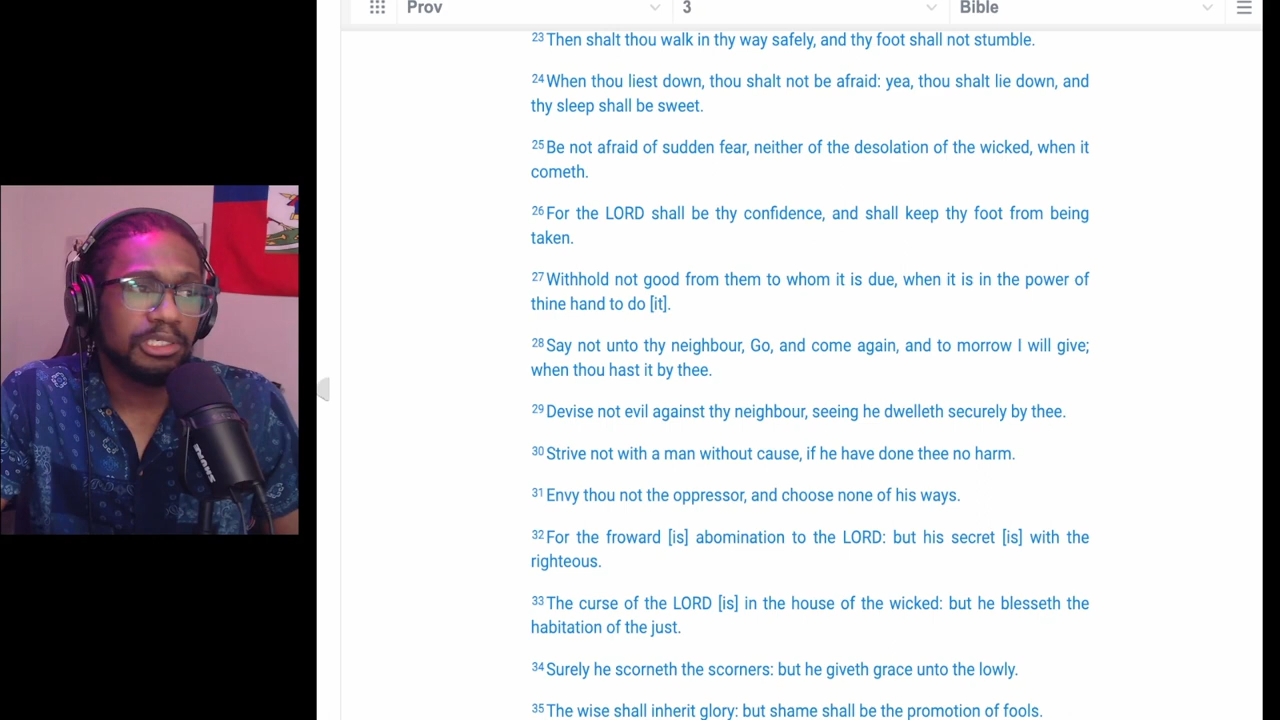 Prov
3
Bible
23 Then shalt thou walk in thy way safely, and thy foot shall not stumble.
24 When thou liest down, thou shalt not be afraid: yea, thou shalt lie down, and
thy sleep shall be sweet.
25 Be not afraid of sudden fear, neither of the desolation of the wicked, when it
cometh.
26 For the LORD shall be thy confidence, and shall keep thy foot from being
taken.
27 Withhold not good from them to whom it is due, when it is in the power of
thine hand to do [it].
28 Say not unto thy neighbour, Go, and come again, and to morrow I will give;
when thou hast it by thee.
29 Devise not evil against thy neighbour, seeing he dwelleth securely by thee.
30 Strive not with a man without cause, if he have done thee no harm.
31 Envy thou not the oppressor, and choose none of his ways.
32 For the froward [is] abomination to the LORD: but his secret [is] with the
righteous.
33 The curse of the LORD [is] in the house of the wicked: but he blesseth the
habitation of the just.
34 Surely he scorneth the scorners: but he giveth grace unto the lowly.
35 The wise shall inherit glory: but shame shall be the promotion of fools.
SHURE